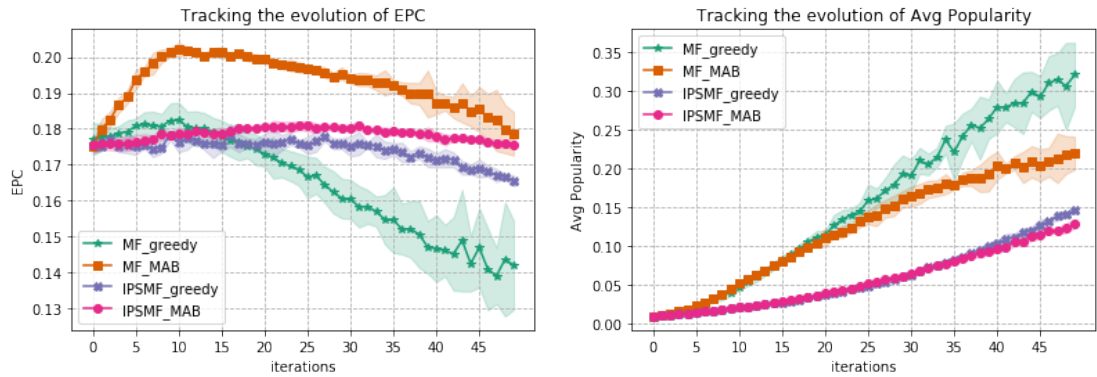 Tracking the evolution of EPC
EPC
0.20
0.19
0.18
0.17
0.16
0.15
0.14
0.13
MF_greedy
MF_MAB
IPSMF_greedy
IPSMF_MAB
0 5 10 15 20 25 30 35 40 45
iterations
Tracking the evolution of Avg Popularity
Avg Popularity
0.35
0.30
0.25
0.20
0.15
0.10
0.05
0.00
MF_greedy
MF_MAB
IPSMF_greedy
IPSMF_MAB
0 5 10 15 20 25 30 35 40 45
iterations